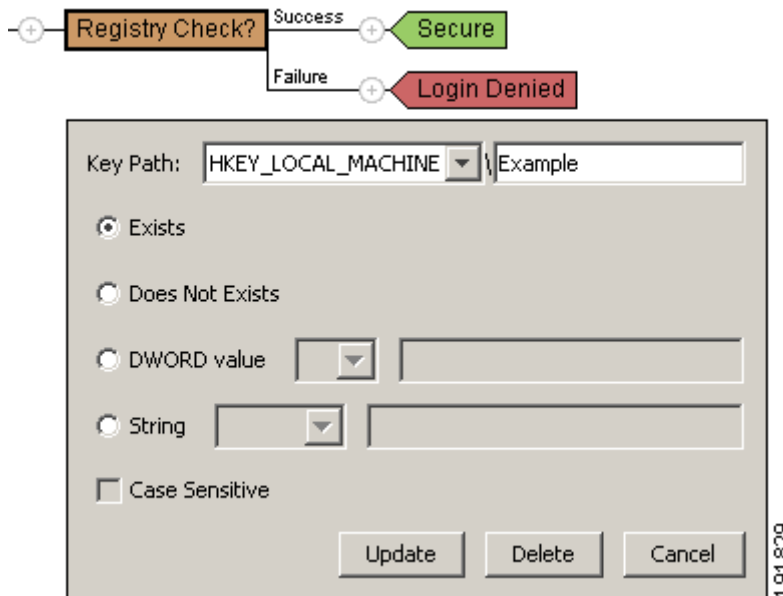 Registry Check?
Success
Secure
Failure
Login Denied
Key Path: HKEY_LOCAL_MACHINE \ Example
Exists
Does Not Exists
DWORD value
String
Case Sensitive
Update Delete Cancel
191829